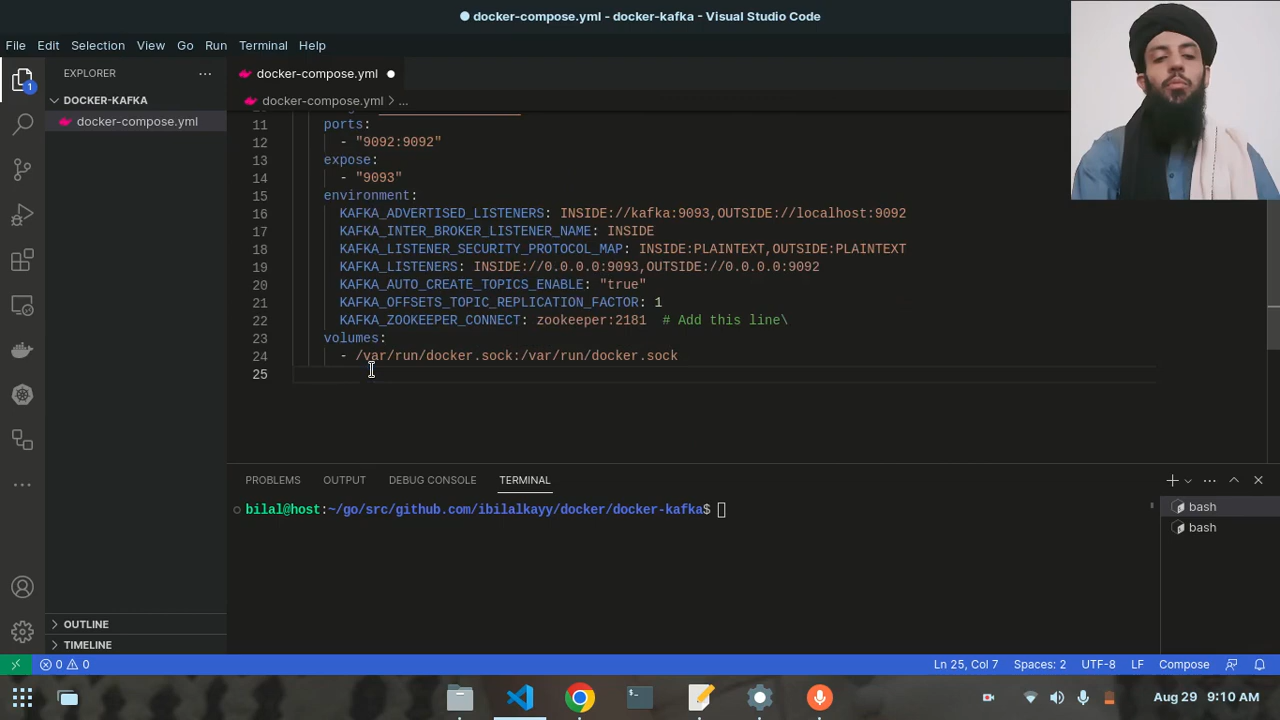 docker-compose.yml - docker-kafka - Visual Studio Code
File Edit Selection View Go Run Terminal Help
EXPLORER
docker-compose.yml
DOCKER-KAFKA
docker-compose.yml > ...
docker-compose.yml
1
11 ports:
12 - "9092:9092"
13 expose:
14 - "9093"
15 environment:
16 KAFKA_ADVERTISED_LISTENERS: INSIDE://kafka:9093,OUTSIDE://localhost:9092
17 KAFKA_INTER_BROKER_LISTENER_NAME: INSIDE
18 KAFKA_LISTENER_SECURITY_PROTOCOL_MAP: INSIDE:PLAINTEXT,OUTSIDE:PLAINTEXT
19 KAFKA_LISTENERS: INSIDE://0.0.0.0:9093,OUTSIDE://0.0.0.0:9092
20 KAFKA_AUTO_CREATE_TOPICS_ENABLE: "true"
21 KAFKA_OFFSETS_TOPIC_REPLICATION_FACTOR: 1
22 KAFKA_ZOOKEEPER_CONNECT: zookeeper:2181 # Add this line\
23 volumes:
24 - /var/run/docker.sock:/var/run/docker.sock
25
PROBLEMS OUTPUT DEBUG CONSOLE TERMINAL
bilal@host:~/go/src/github.com/ibilalkayy/docker/docker-kafka$
bash
bash
OUTLINE
TIMELINE
0 0 Ln 25, Col 7 Spaces: 2 UTF-8 LF Compose
Aug 29 9:10 AM